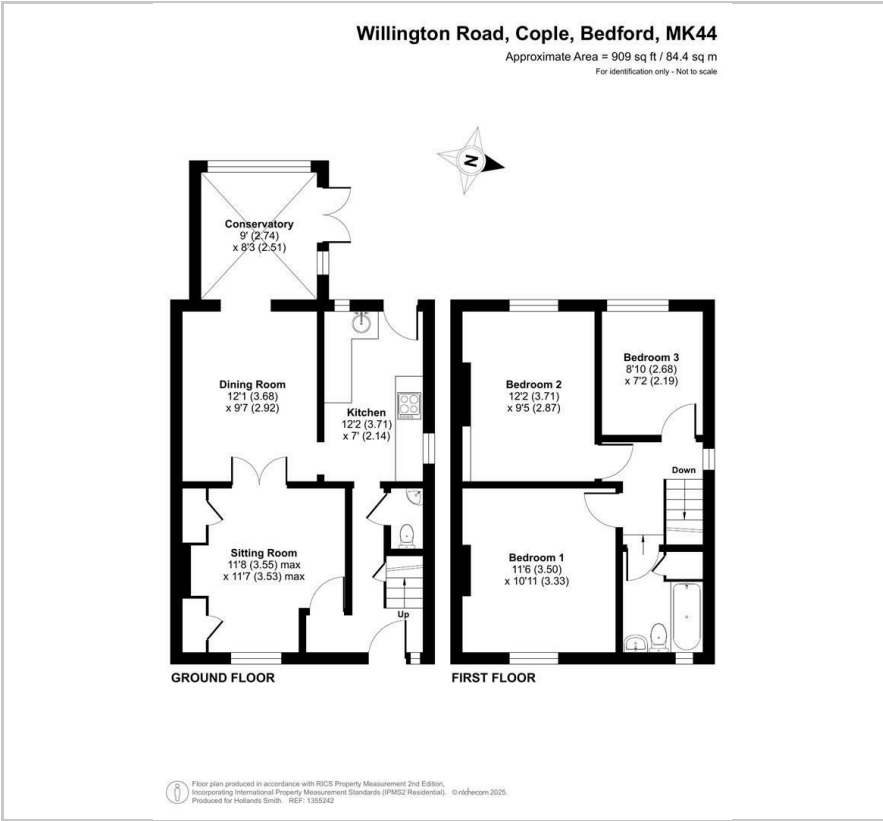 Willington Road, Cople, Bedford, MK44
Approximate Area = 909 sq ft / 84.4 sq m
For identification only - Not to scale
N
Conservatory
9' (2.74)
x 8'3 (2.51)
Dining Room
12'1 (3.68)
x 9'7 (2.92)
Kitchen
12'2 (3.71)
x 7' (2.14)
Sitting Room
11'8 (3.55) max
x 11'7 (3.53) max
Up
GROUND FLOOR
Bedroom 2
12'2 (3.71)
x 9'5 (2.87)
Bedroom 3
8'10 (2.68)
x 7'2 (2.19)
Down
Bedroom 1
11'6 (3.50)
x 10'11 (3.33)
FIRST FLOOR
Floor plan produced in accordance with RICS Property Measurement 2nd Edition,
Incorporating International Property Measurement Standards (IPMS2 Residential). ©nichecom 2025.
Produced for Hollands Smith. REF: 1355242